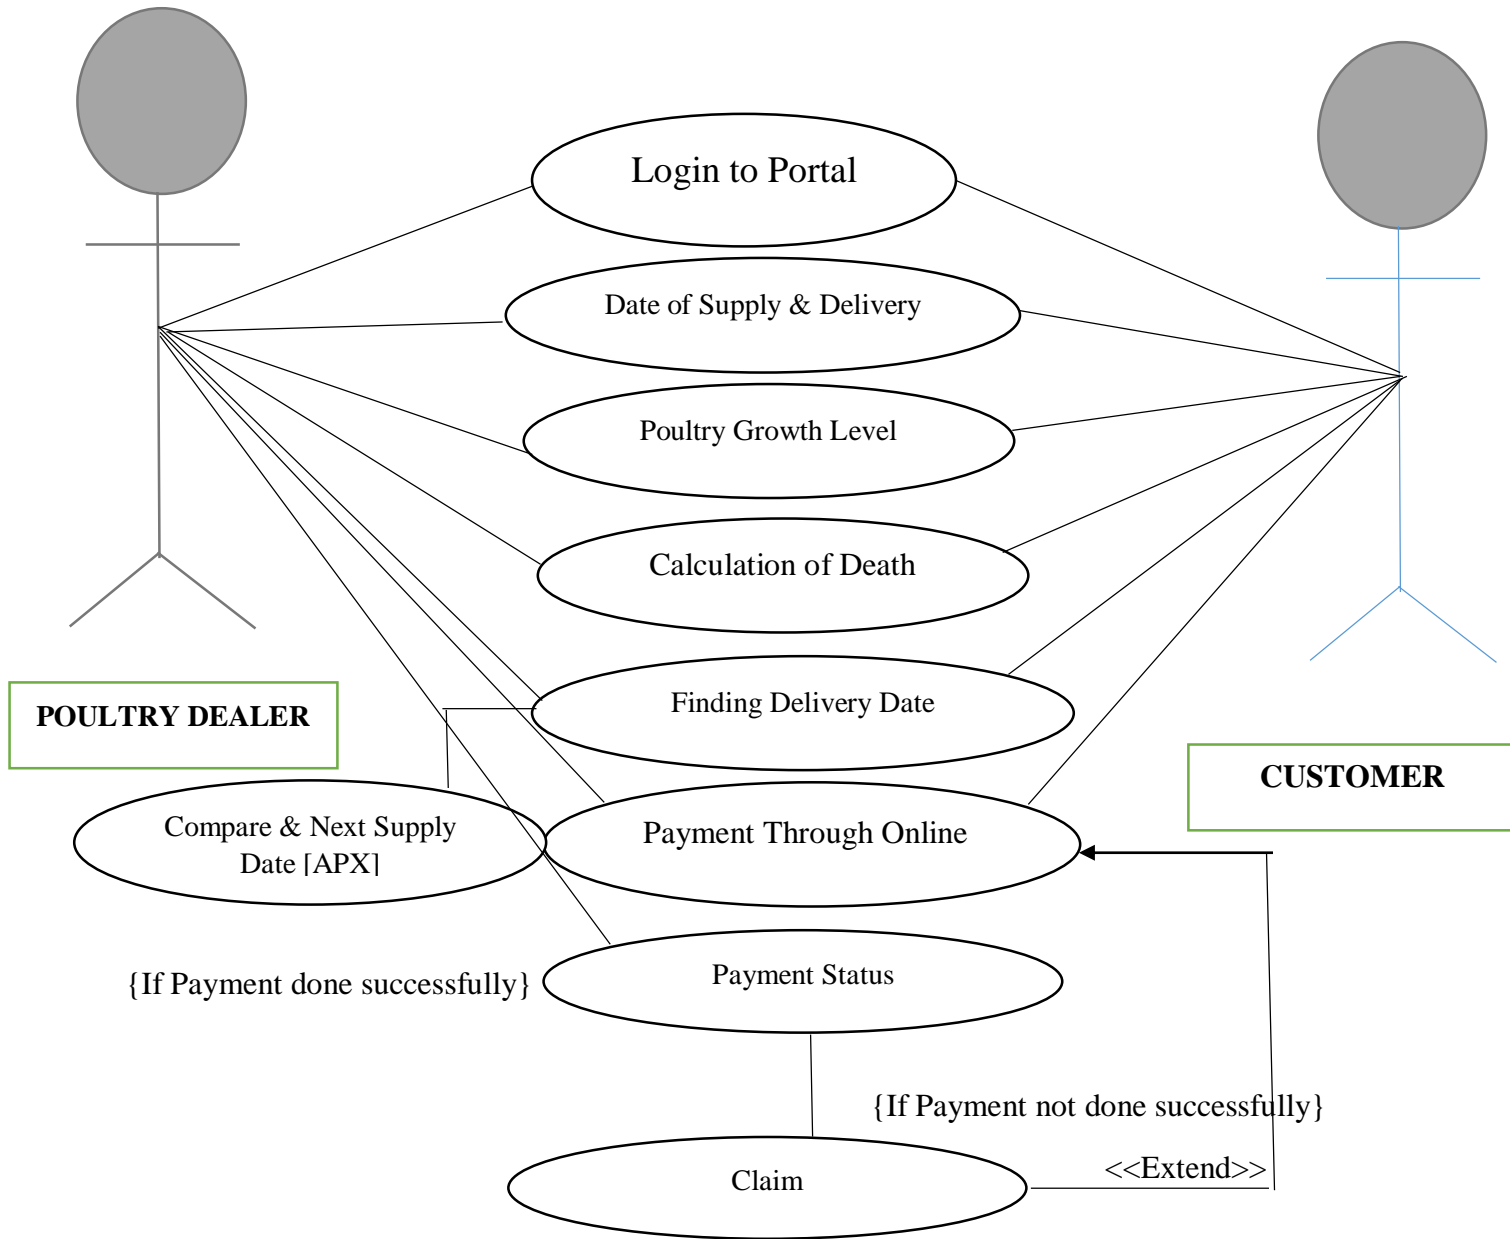 Login to Portal
Date of Supply & Delivery
Poultry Growth Level
Calculation of Death
Finding Delivery Date
POULTRY DEALER
CUSTOMER
Compare & Next Supply
Date [APX]
Payment Through Online
{If Payment done successfully}
Payment Status
{If Payment not done successfully}
<<Extend>>
Claim